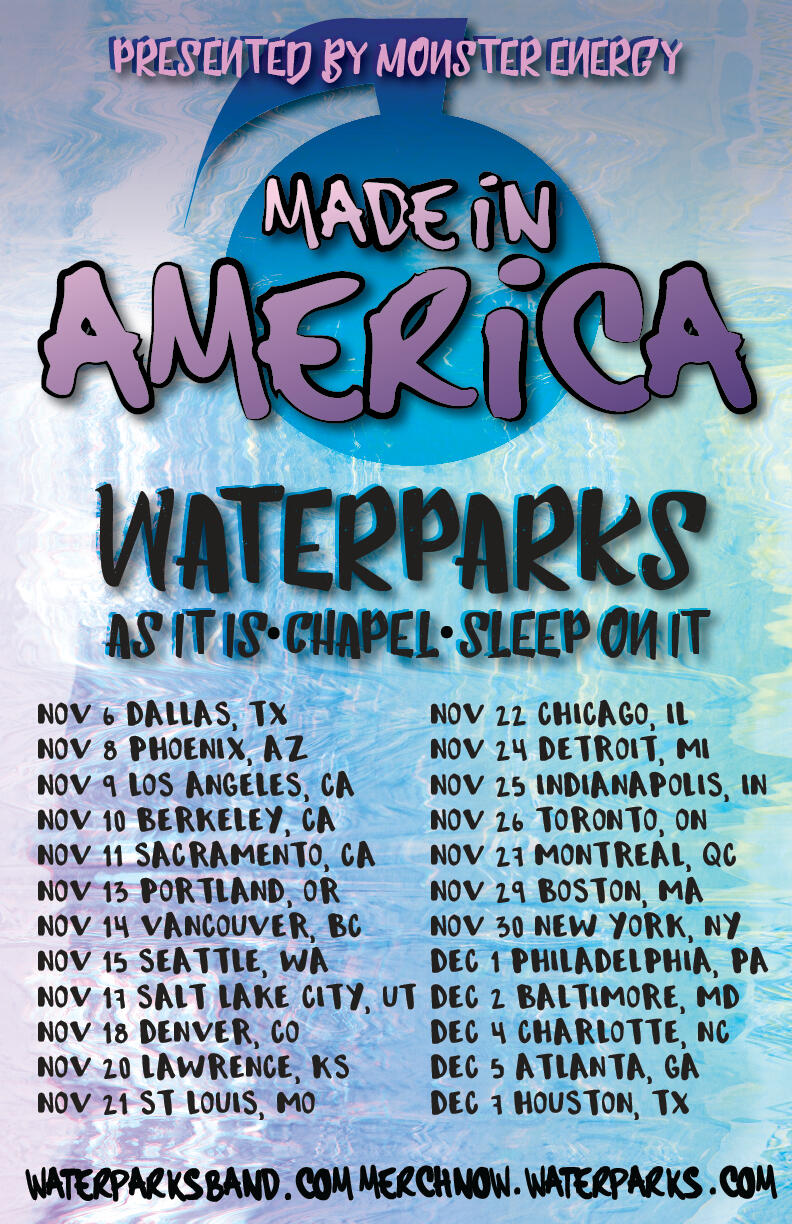 PRESENTED BY MONSTER ENERGY
MADE IN
AMERICA
WATERPARKS
AS IT IS•CHAPEL•SLEEP ON IT
NOV 6 DALLAS, TX
NOV 8 PHOENIX, AZ
NOV 9 LOS ANGELES, CA
NOV 10 BERKELEY, CA
NOV 11 SACRAMENTO, CA
NOV 13 PORTLAND, OR
NOV 14 VANCOUVER, BC
NOV 15 SEATTLE, WA
NOV 17 SALT LAKE CITY, UT
NOV 18 DENVER, CO
NOV 20 LAWRENCE, KS
NOV 21 ST LOUIS, MO
NOV 22 CHICAGO, IL
NOV 24 DETROIT, MI
NOV 25 INDIANAPOLIS, IN
NOV 26 TORONTO, ON
NOV 27 MONTREAL, QC
NOV 29 BOSTON, MA
NOV 30 NEW YORK, NY
DEC 1 PHILADELPHIA, PA
DEC 2 BALTIMORE, MD
DEC 4 CHARLOTTE, NC
DEC 5 ATLANTA, GA
DEC 7 HOUSTON, TX
WATERPARKSBAND.COM MERCHNOW.WATERPARKS.COM